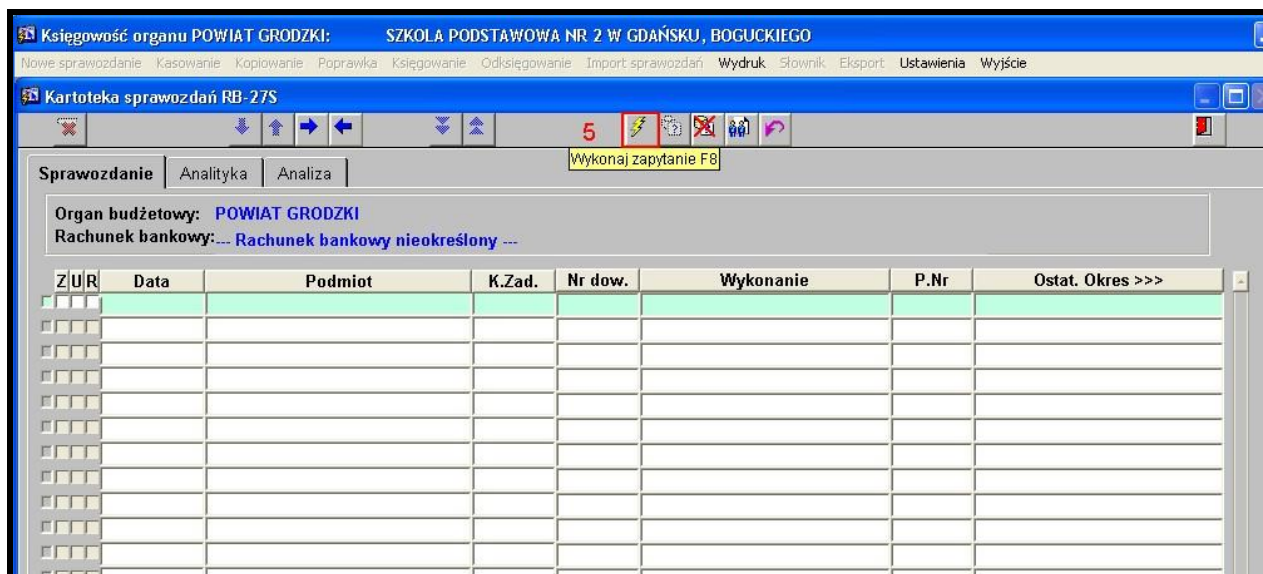 Księgowość organu POWIAT GRODZKI: SZKOLA PODSTAWOWA NR 2 W GDAŃSKU, BOGUCKIEGO
Nowe sprawozdanie Kasowanie Kopiowanie Poprawka Księgowanie Odksięgowanie Import sprawozdań Wydruk Słownik Eksport Ustawienia Wyjście
Kartoteka sprawozdań RB-27S
5
Wykonaj zapytanie F8
Sprawozdanie Analityka Analiza
Organ budżetowy: POWIAT GRODZKI
Rachunek bankowy: --- Rachunek bankowy nieokreślony ---
Z U R Data Podmiot K.Zad. Nr dow. Wykonanie P.Nr Ostat. Okres >>>